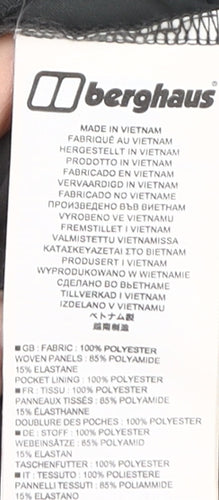 berghaus
MADE IN VIETNAM
FABRIQUÉ AU VIETNAM
HERGESTELLT IN VIETNAM
PRODOTTO IN VIETNAM
FABRICADO EN VIETNAM
VERVAARDIGD IN VIETNAM
FABRICADO NO VIETNAME
ПРОИЗВЕДЕНО ВЪВ ВИЕТНАМ
VYROBENO VE VIETNAMU
FREMSTILLET I VIETNAM
VALMISTETTU VIETNAMISSA
ΚΑΤΑΣΚΕΥΑΖΕΤΑΙ ΣΤΟ ΒΙΕΤΝΑΜ
PRODUSERT I VIETNAM
WYPRODUKOWANO W WIETNAMIE
СДЕЛАНО ВО ВЬЕТНАМЕ
TILLVERKAD I VIETNAM
IZDELANO V VIETNAMU
ベトナム製
越南制造
■ GB : FABRIC : 100% POLYESTER
WOVEN PANELS : 85% POLYAMIDE
15% ELASTANE
POCKET LINING : 100% POLYESTER
■ FR : TISSU : 100% POLYESTER
PANNEAUX TISSÉS : 85% POLYAMIDE
15% ÉLASTHANNE
DOUBLURE DES POCHES : 100% POLYESTER
■ DE : STOFF : 100% POLYESTER
WEBEINSÄTZE : 85% POLYAMID
15% ELASTAN
TASCHENFUTTER : 100% POLYESTER
■ IT : TESSUTO : 100% POLIESTERE
PANNELLI TESSUTI : 85% POLIAMMIDE
15% ELASTANO